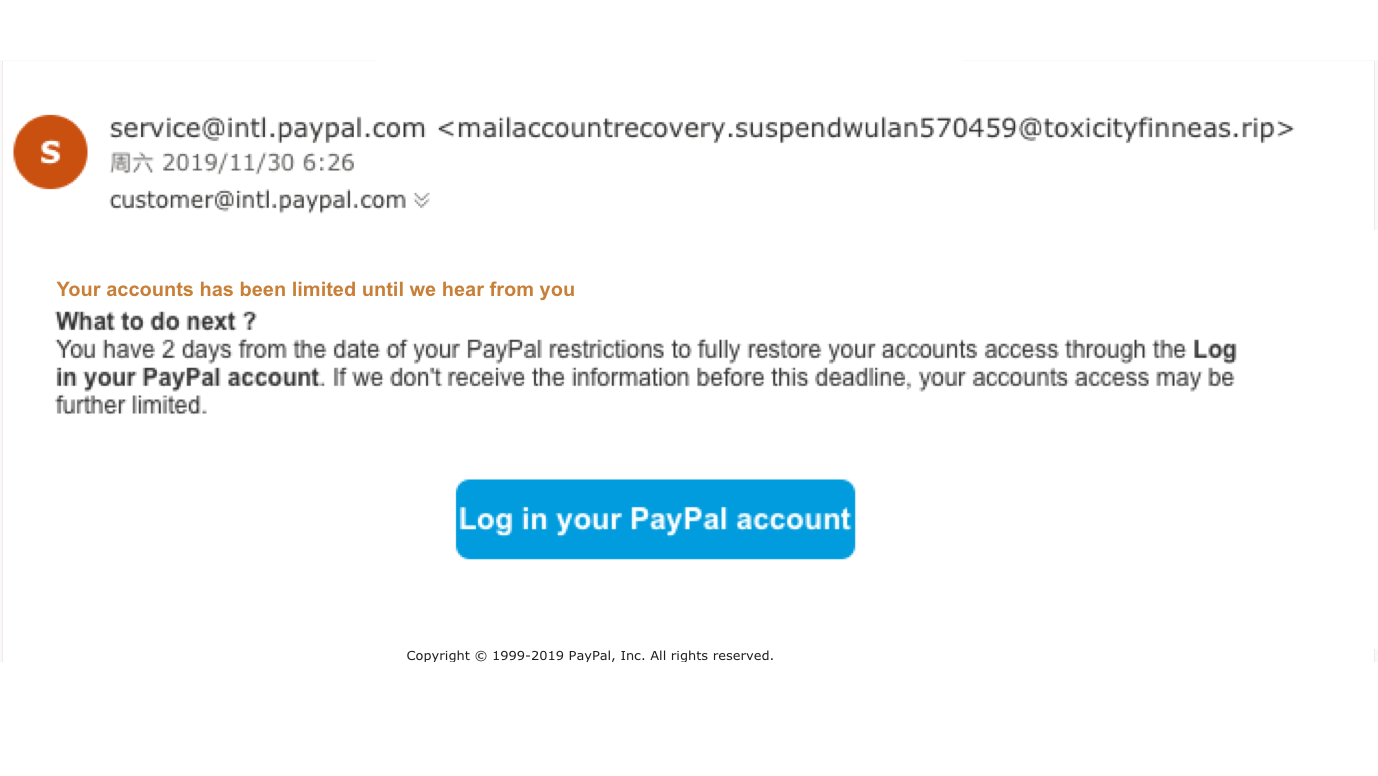 S
service@intl.paypal.com <mailaccountrecovery.suspendwulan570459@toxicityfinneas.rip>
周六 2019/11/30 6:26
customer@intl.paypal.com
Your accounts has been limited until we hear from you
What to do next ?
You have 2 days from the date of your PayPal restrictions to fully restore your accounts access through the Log
in your PayPal account. If we don't receive the information before this deadline, your accounts access may be
further limited.
Log in your PayPal account
Copyright © 1999-2019 PayPal, Inc. All rights reserved.